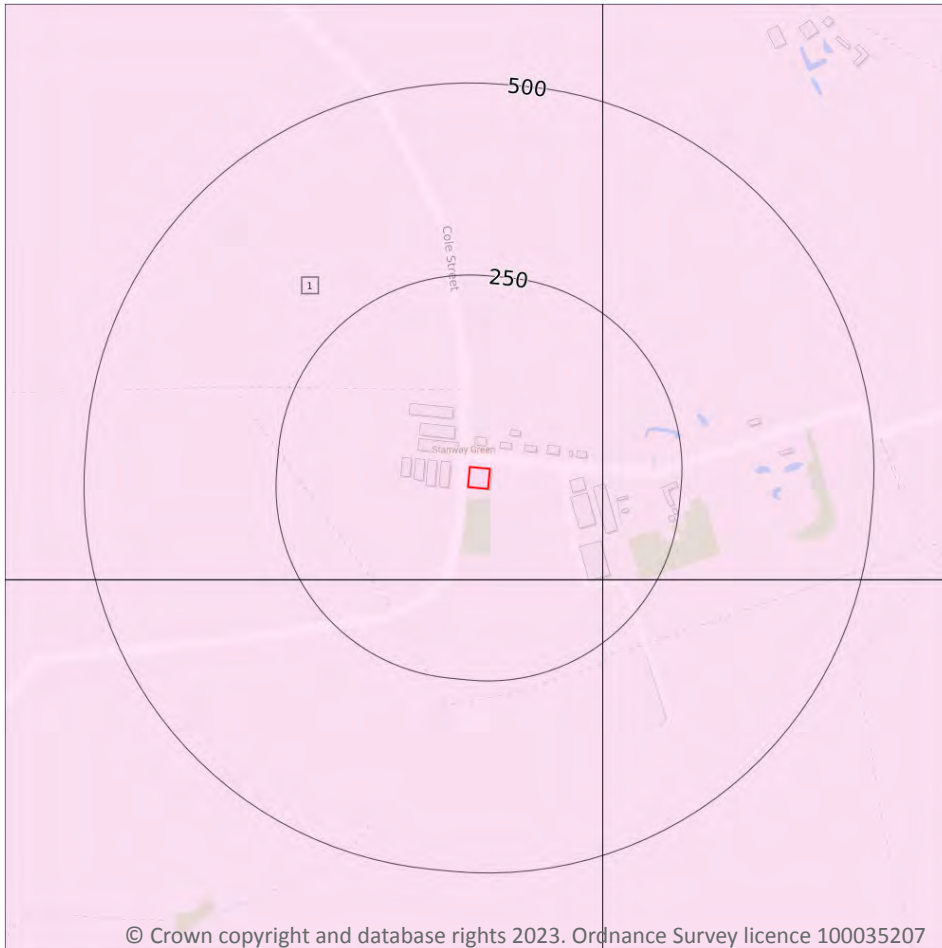 500
Cole Street
250
1
Stanway Green
© Crown copyright and database rights 2023. Ordnance Survey licence 100035207